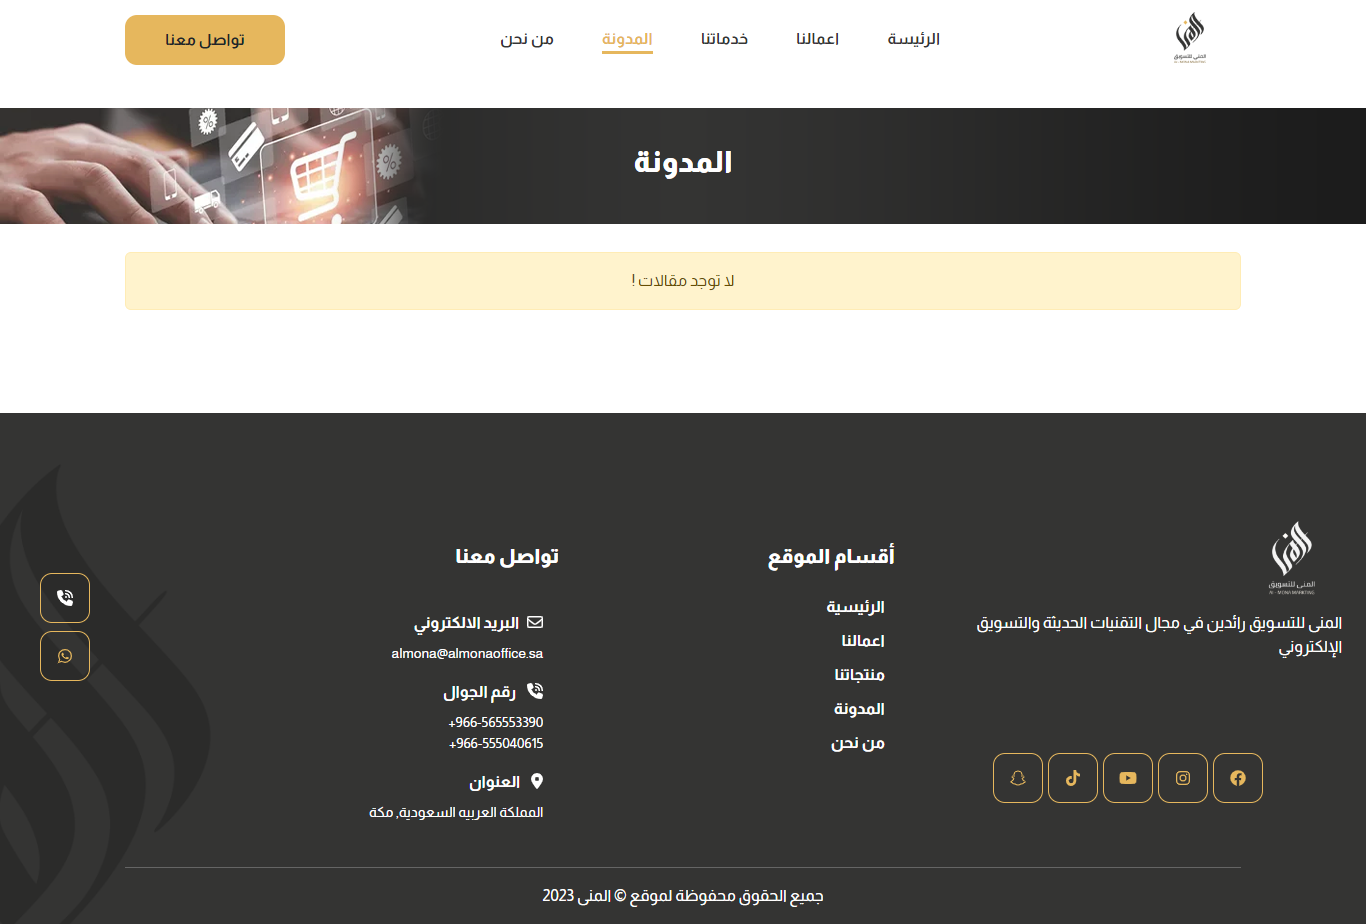 المنى للتسويق
AL-MONA MARKETING
الرئيسة
اعمالنا
خدماتنا
المدونة
من نحن
تواصل معنا
المدونة
لا توجد مقالات !
المنى للتسويق
AL-MONA MARKETING
المنى للتسويق رائدين في مجال التقنيات الحديثة والتسويق
الإلكتروني
أقسام الموقع
الرئيسية
اعمالنا
منتجاتنا
المدونة
من نحن
تواصل معنا
البريد الالكتروني
almona@almonaoffice.sa
رقم الجوال
+966-565553390
+966-555040615
العنوان
المملكة العربيه السعودية, مكة
جميع الحقوق محفوظة لموقع © المنى 2023